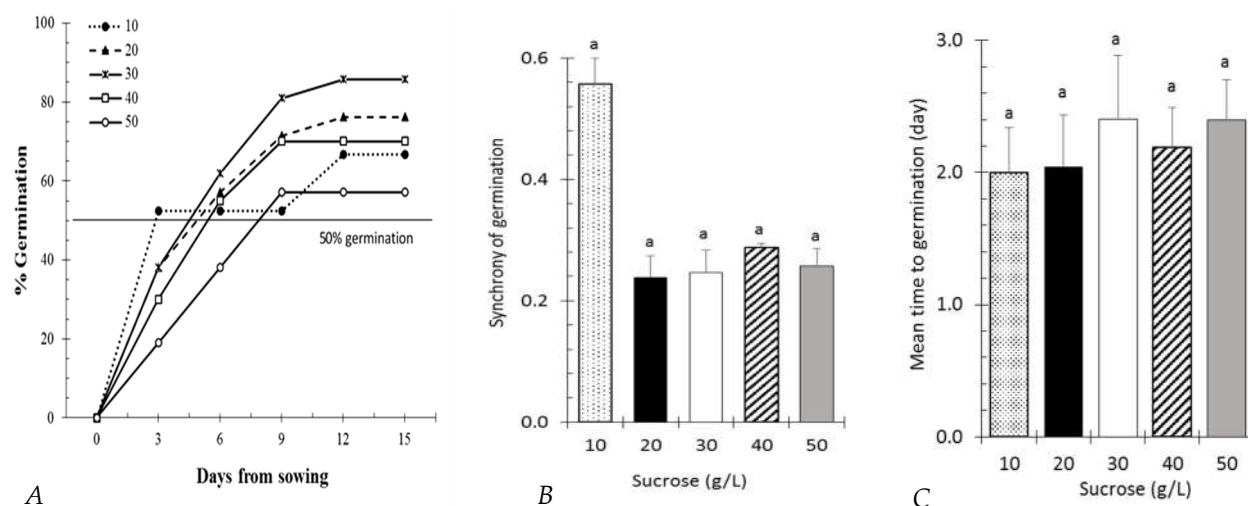 100
80
60
40
20
0
% Germination
10
20
30
40
50
50% germination
0 3 6 9 12 15
Days from sowing
A
0.6
0.4
0.2
0.0
Synchrony of germination
a
a a a a
10 20 30 40 50
Sucrose (g/L)
B
3.0
2.0
1.0
0.0
Mean time to germination (day)
a a a a a
10 20 30 40 50
Sucrose (g/L)
C